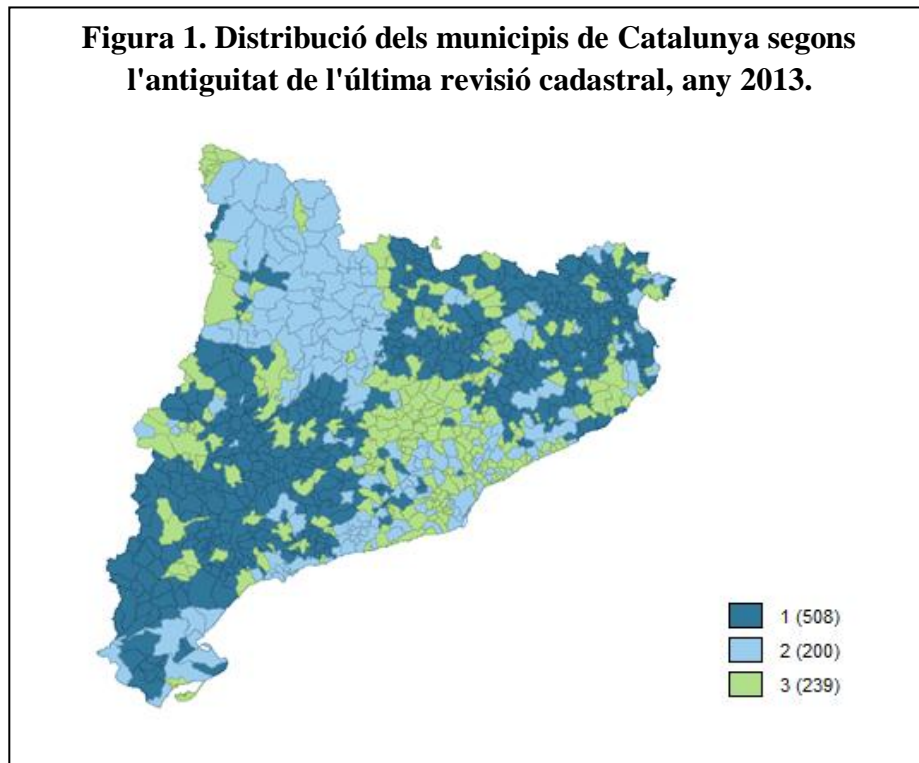 Figura 1. Distribució dels municipis de Catalunya segons
l'antiguitat de l'última revisió cadastral, any 2013.
1 (508)
2 (200)
3 (239)